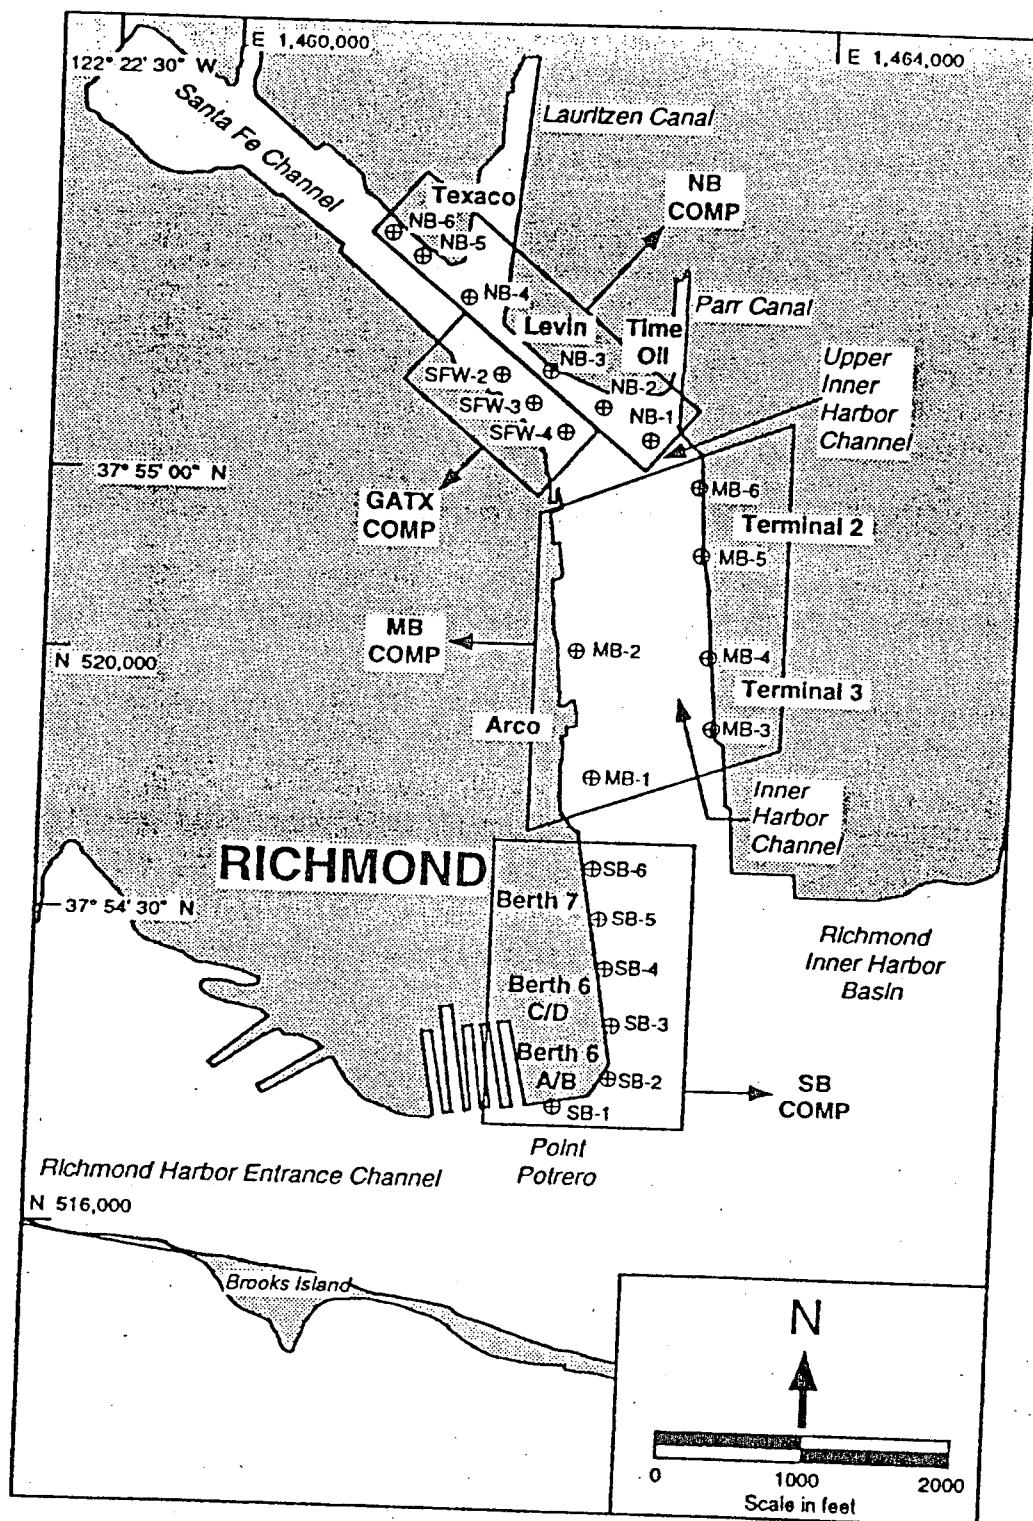 E 1,460,000
E 1,464,000
122° 22' 30" W
Santa Fe Channel
Lauritzen Canal
Texaco
NB
COMP
NB-6
NB-5
NB-4
Levin
Time
Oil
Parr Canal
NB-3
NB-2
NB-1
SFW-2
SFW-3
SFW-4
Upper
Inner
Harbor
Channel
37° 55' 00" N
GATX
COMP
MB-6
Terminal 2
MB-5
MB
COMP
MB-2
MB-4
N 520,000
Terminal 3
Arco
MB-3
MB-1
Inner
Harbor
Channel
RICHMOND
SB-6
Berth 7
37° 54' 30" N
SB-5
Richmond
Inner Harbor
Basin
SB-4
Berth 6
C/D
SB-3
Berth 6
A/B
SB-2
SB
COMP
SB-1
Point
Potrero
Richmond Harbor Entrance Channel
N 516,000
Brooks Island
N
0
1000
2000
Scale in feet